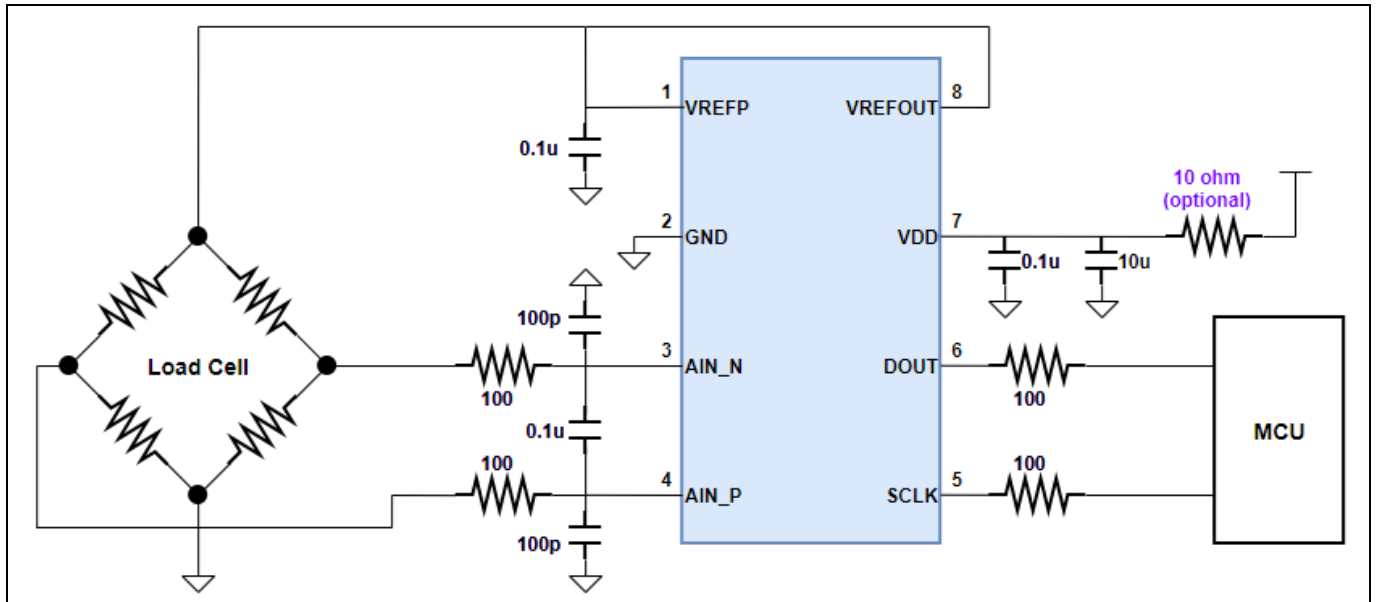 1
VREFP
VREFOUT
8
0.1u
10 ohm
(optional)
2
GND
VDD
7
0.1u
10u
100p
Load Cell
100
3
AIN_N
DOUT
6
100
0.1u
MCU
100
4
AIN_P
SCLK
5
100
100p